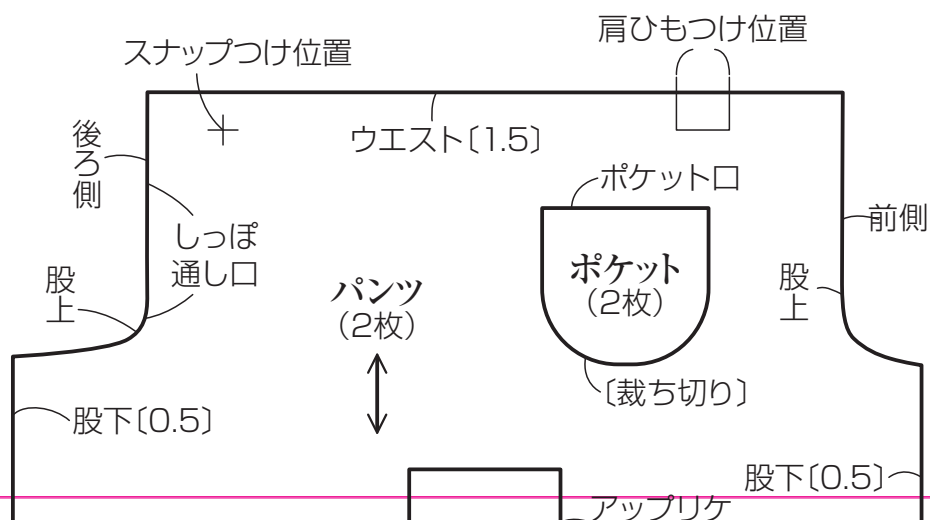 肩ひもつけ位置
スナップつけ位置
ウエスト〔1.5〕
後ろ側
ポケット口
しっぽ
通し口
前側
ポケット
(2枚)
股上
パンツ
(2枚)
股上
〔裁ち切り〕
股下〔0.5〕
股下〔0.5〕
アップリケ